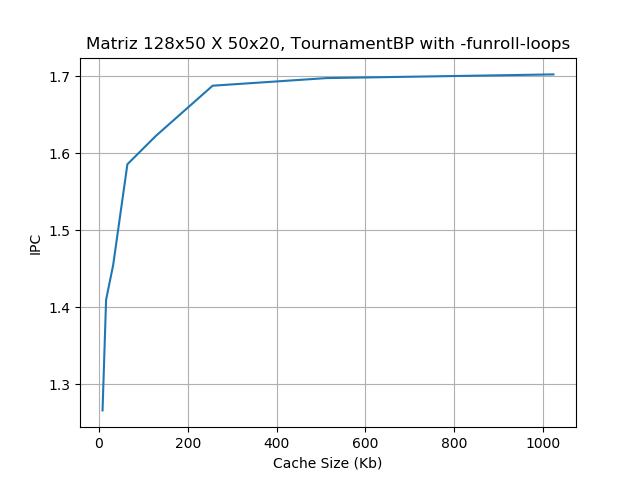 Matriz 128x50 X 50x20, TournamentBP with -funroll-loops
1.7
1.6
1.5
1.4
1.3
IPC
0 200 400 600 800 1000
Cache Size (Kb)